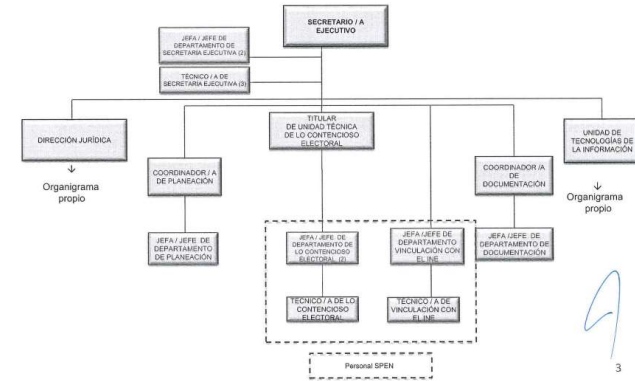 SECRETARIO / A
EJECUTIVO
JEFA / JEFE DE
DEPARTAMENTO DE
SECRETARIA EJECUTIVA (2)
TÉCNICO / A DE
SECRETARIA EJECUTIVA (3)
DIRECCIÓN JURÍDICA
↓
Organigrama
propio
TITULAR
DE UNIDAD TÉCNICA
DE LO CONTENCIOSO
ELECTORAL
UNIDAD DE
TECNOLOGÍAS DE
LA INFORMACIÓN
↓
Organigrama
propio
COORDINADOR / A
DE PLANEACIÓN
COORDINADOR /A
DE
DOCUMENTACIÓN
JEFA / JEFE DE
DEPARTAMENTO
DE PLANEACIÓN
JEFA / JEFE DE
DEPARTAMENTO DE
LO CONTENCIOSO
ELECTORAL (2)
JEFA /JEFE DE
DEPARTAMENTO
VINCULACIÓN CON
EL INE
JEFA /JEFE DE
DEPARTAMENTO DE
DOCUMENTACIÓN
TÉCNICO / A DE LO
CONTENCIOSO
ELECTORAL
TÉCNICO / A DE
VINCULACIÓN CON
EL INE
Personal SPEN
3